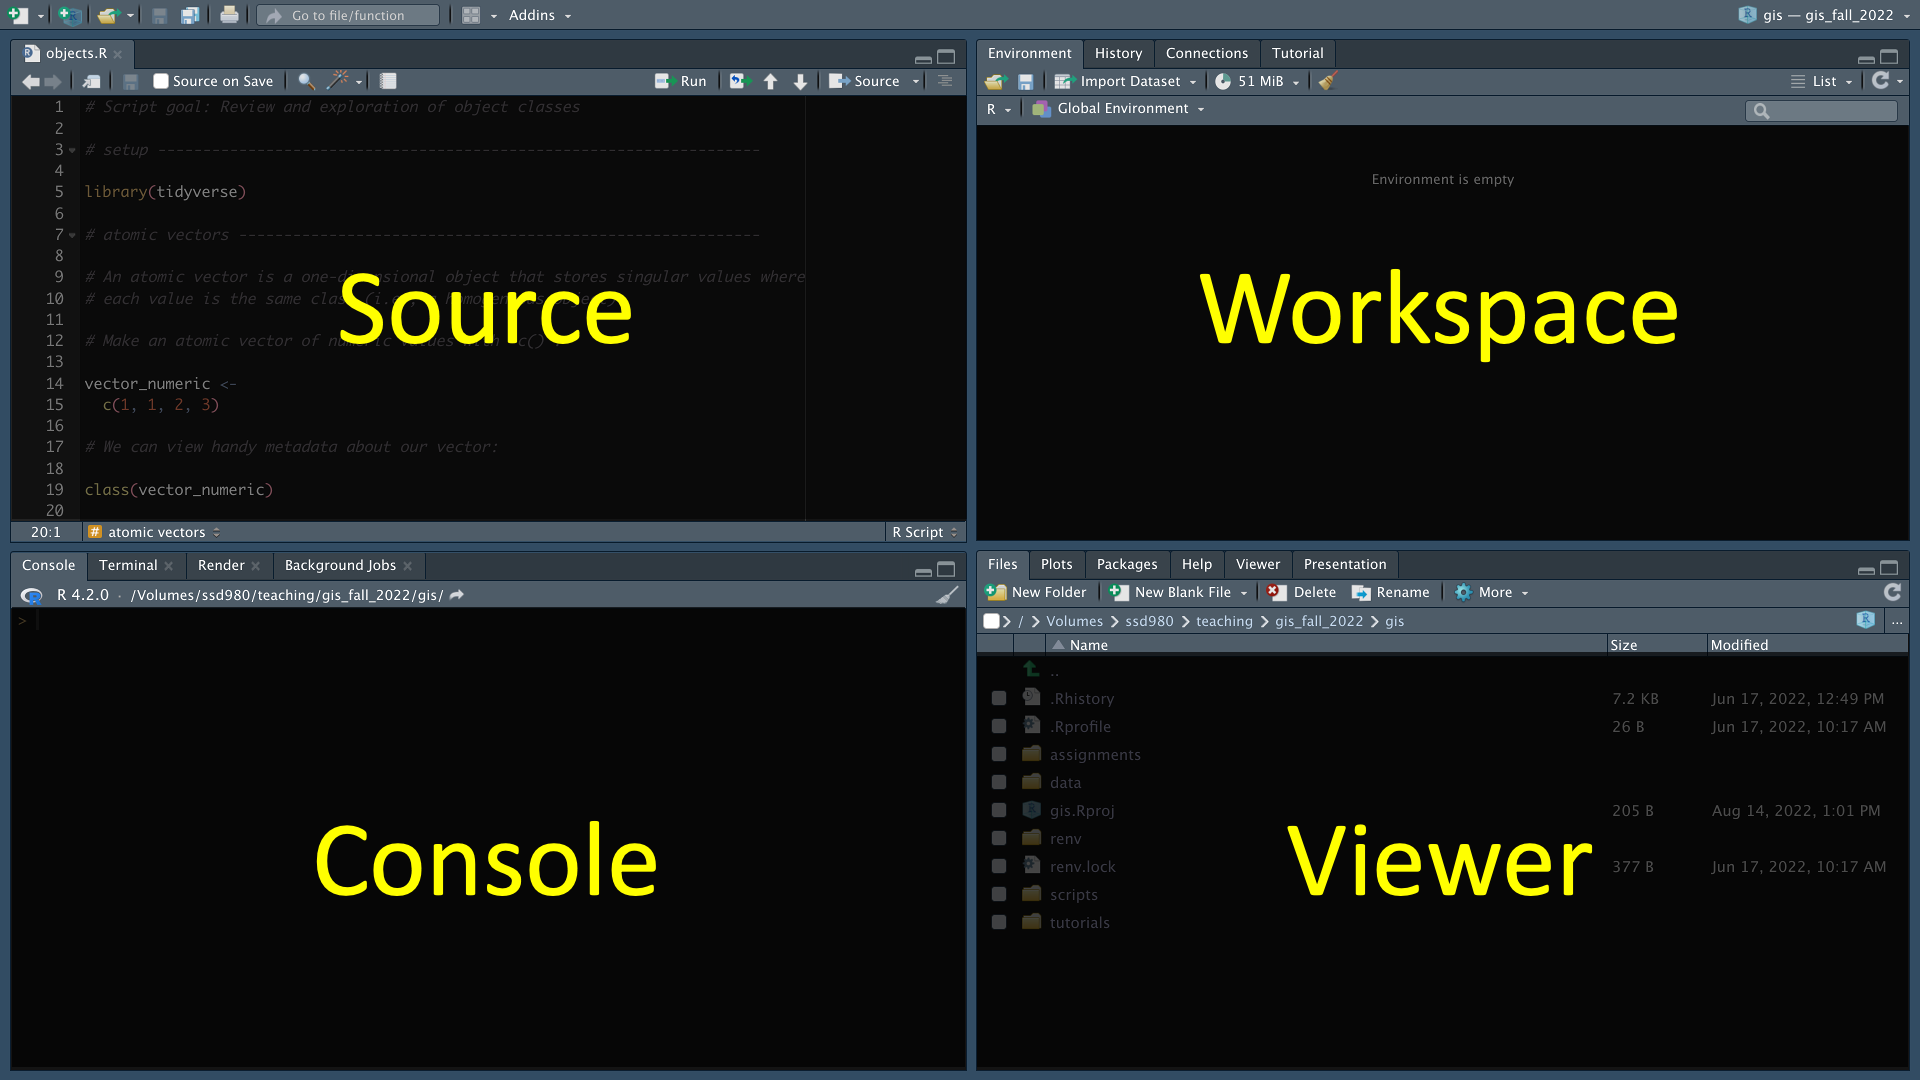 Go to file/function
Addins
gis — gis_fall_2022
objects.R
Source on Save
Run
Source
1 # Script goal: Review and exploration of object classes
2
3 # setup -------------------------------------------------------------------
4
5 library(tidyverse)
6
7 # atomic vectors ----------------------------------------------------------
8
9 # An atomic vector is a one-dimensional object that stores singular values where
10 # each value is the same class
11
12 # Make an atomic vector of numeric values with c()
13
14 vector_numeric <-
15 c(1, 1, 2, 3)
16
17 # We can view handy metadata about our vector:
18
19 class(vector_numeric)
20
Source
20:1
# atomic vectors
R Script
Environment
History
Connections
Tutorial
Import Dataset
51 MiB
List
R
Global Environment
Environment is empty
Workspace
Console
Terminal
Render
Background Jobs
R 4.2.0 · /Volumes/ssd980/teaching/gis_fall_2022/gis/
>
Console
Files
Plots
Packages
Help
Viewer
Presentation
New Folder
New Blank File
Delete
Rename
More
/ Volumes ssd980 teaching gis_fall_2022 gis
...
Name Size Modified
..
.Rhistory 7.2 KB Jun 17, 2022, 12:49 PM
.Rprofile 26 B Jun 17, 2022, 10:17 AM
assignments
data
gis.Rproj 205 B Aug 14, 2022, 1:01 PM
renv
renv.lock 377 B Jun 17, 2022, 10:17 AM
scripts
tutorials
Viewer